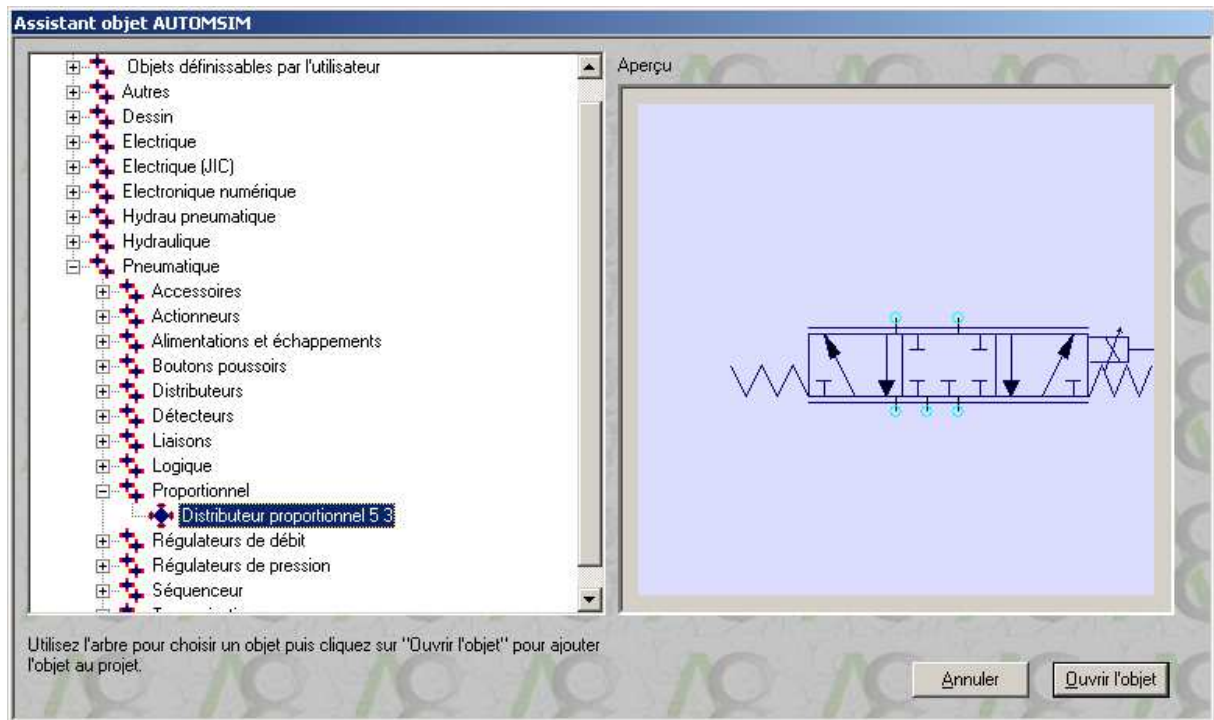 Assistant objet AUTOMSIM
Objets définissables par l'utilisateur
Autres
Dessin
Electrique
Electrique (JIC)
Electronique numérique
Hydrau pneumatique
Hydraulique
Pneumatique
Accessoires
Actionneurs
Alimentations et échappements
Boutons poussoirs
Distributeurs
Détecteurs
Liaisons
Logique
Proportionnel
Distributeur proportionnel 5 3
Régulateurs de débit
Régulateurs de pression
Séquenceur
Aperçu
Utilisez l'arbre pour choisir un objet puis cliquez sur "Ouvrir l'objet" pour ajouter
l'objet au projet.
Annuler
Ouvrir l'objet